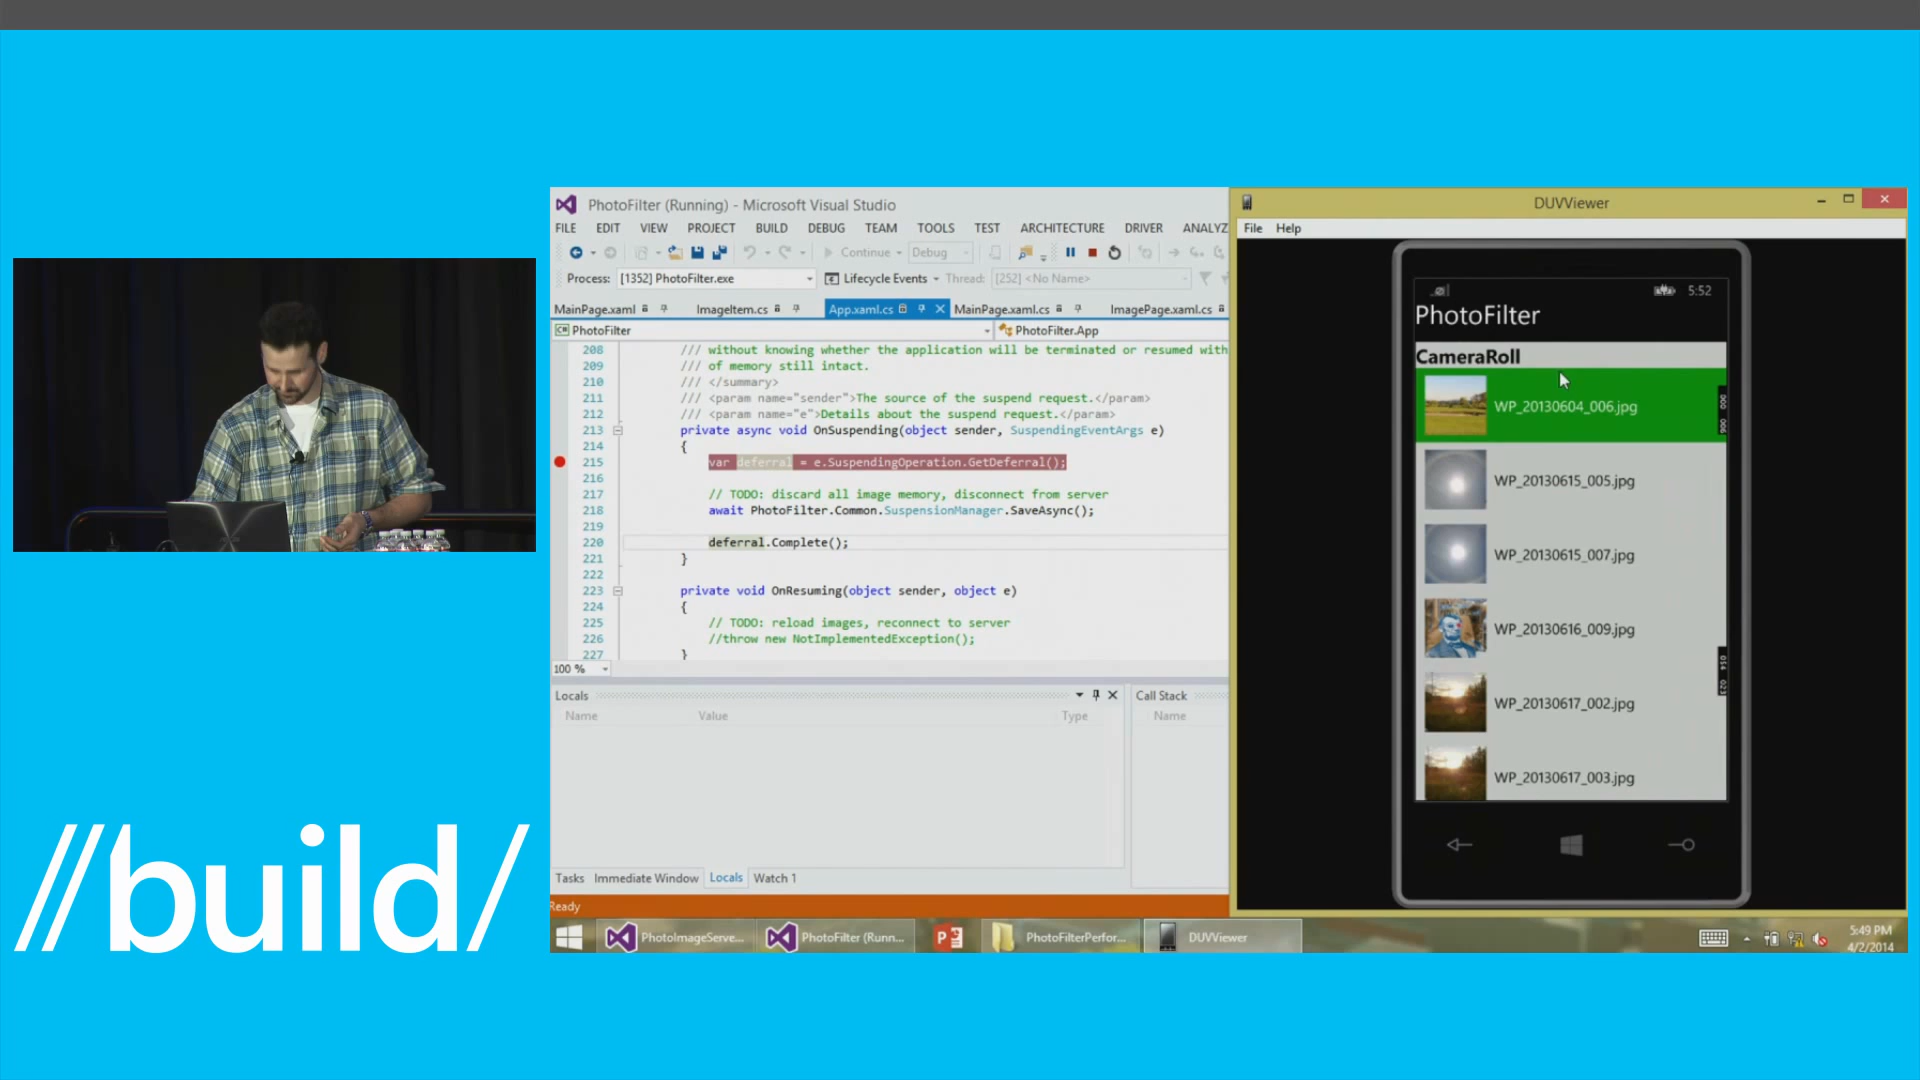 PhotoFilter (Running) - Microsoft Visual Studio
FILE EDIT VIEW PROJECT BUILD DEBUG TEAM TOOLS TEST ARCHITECTURE DRIVER ANALYZ
Continue Debug
Process: [1352] PhotoFilter.exe Lifecycle Events Thread: [252] <No Name>
MainPage.xaml ImageItem.cs App.xaml.cs MainPage.xaml.cs ImagePage.xaml.cs
PhotoFilter PhotoFilter.App
208 /// without knowing whether the application will be terminated or resumed with
209 /// of memory still intact.
210 /// </summary>
211 /// <param name="sender">The source of the suspend request.</param>
212 /// <param name="e">Details about the suspend request.</param>
213 private async void OnSuspending(object sender, SuspendingEventArgs e)
214 {
215 var deferral = e.SuspendingOperation.GetDeferral();
216
217 // TODO: discard all image memory, disconnect from server
218 await PhotoFilter.Common.SuspensionManager.SaveAsync();
219
220 deferral.Complete();
221 }
222
223 private void OnResuming(object sender, object e)
224 {
225 // TODO: reload images, reconnect to server
226 //throw new NotImplementedException();
227 }
100 %
Locals
Name Value Type
Call Stack
Name
Tasks Immediate Window Locals Watch 1
Ready
DUVViewer
File Help
5:52
PhotoFilter
CameraRoll
WP_20130604_006.jpg
WP_20130615_005.jpg
WP_20130615_007.jpg
WP_20130616_009.jpg
WP_20130617_002.jpg
WP_20130617_003.jpg
PhotoImageServe... PhotoFilter (Runn... PhotoFilterPerfor... DUVViewer
5:49 PM
4/2/2014
//build/